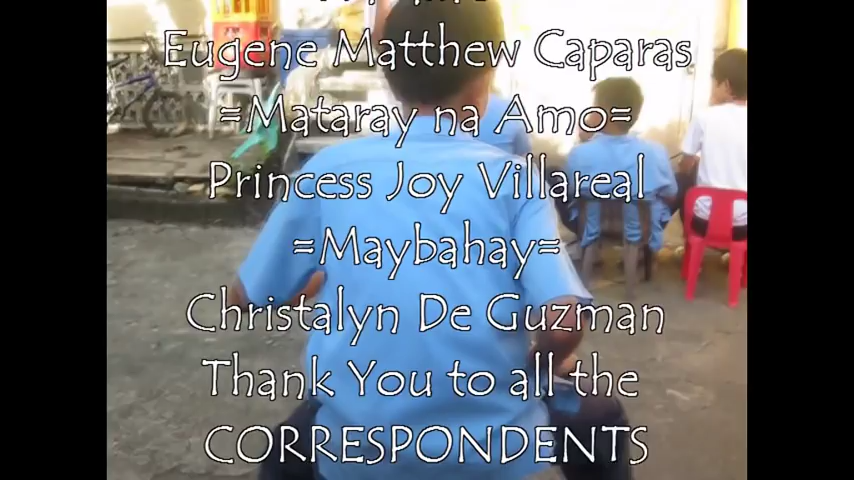 Eugene Matthew Caparas
=Mataray na Amo=
Princess Joy Villareal
=Maybahay=
Christalyn De Guzman
Thank You to all the
CORRESPONDENTS